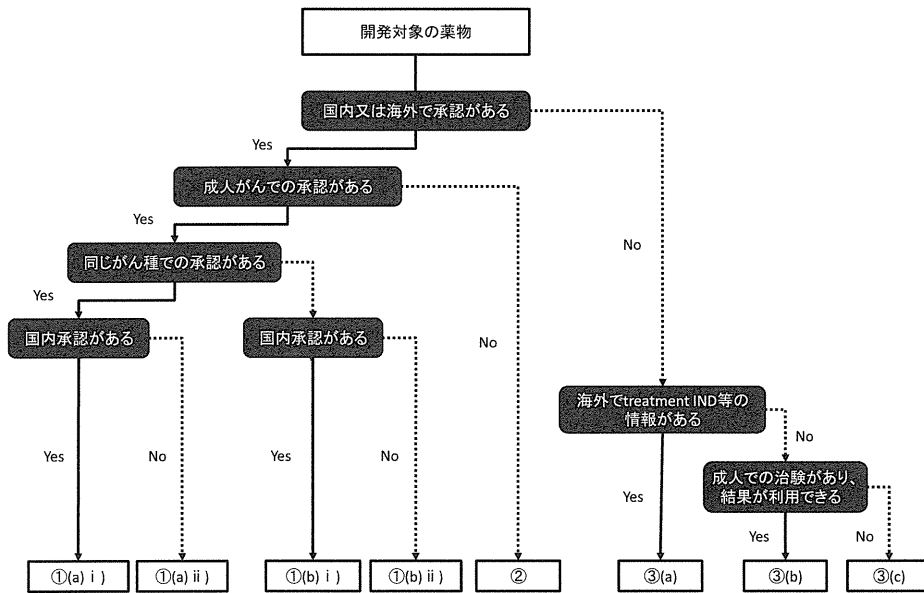 開発対象の薬物
国内又は海外で承認がある
Yes
成人がんでの承認がある
Yes
No
同じがん種での承認がある
Yes
国内承認がある
国内承認がある
No
海外でtreatment IND等の
情報がある
No
Yes
No
Yes
No
成人での治験があり、
結果が利用できる
Yes
Yes
No
①(a) ⅰ)
①(a) ⅱ)
①(b) ⅰ)
①(b) ⅱ)
②
③(a)
③(b)
③(c)